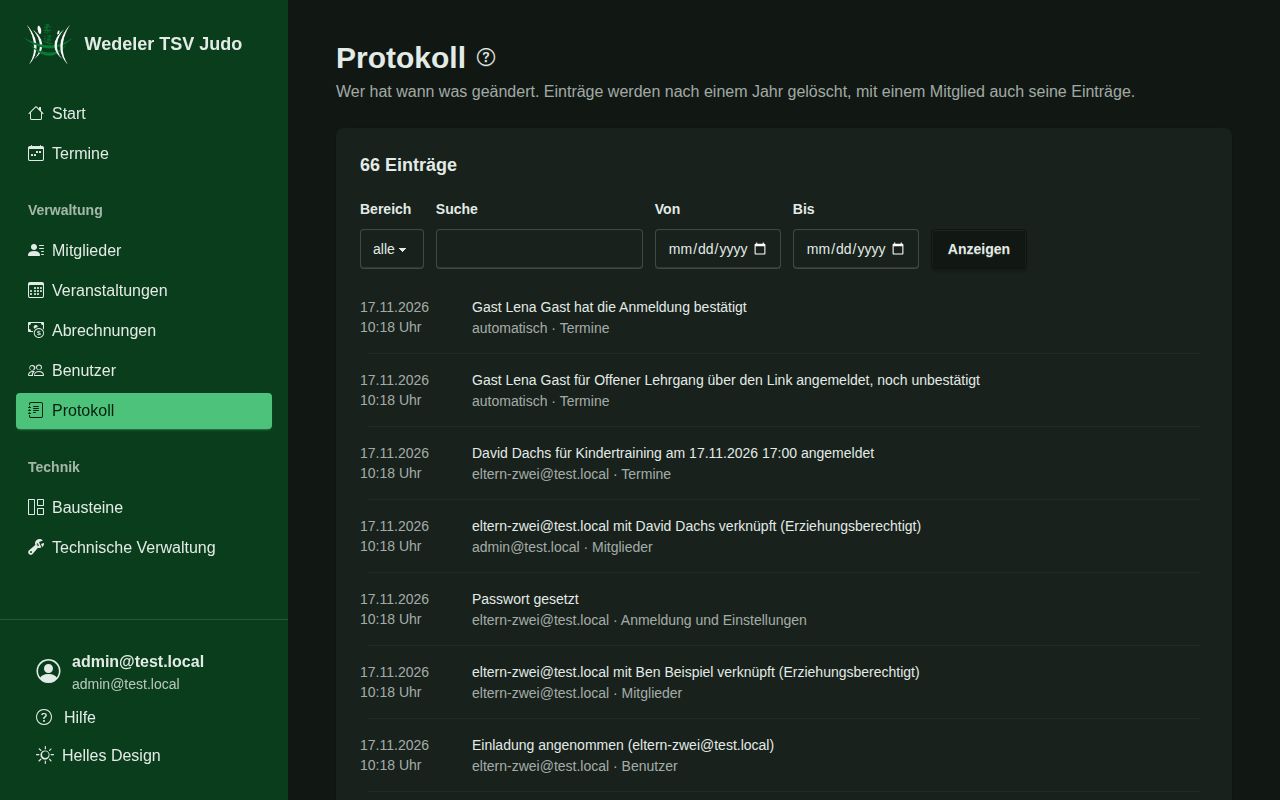 Wedeler TSV Judo
Start
Termine
Verwaltung
Mitglieder
Veranstaltungen
Abrechnungen
Benutzer
Protokoll
Technik
Bausteine
Technische Verwaltung
admin@test.local
admin@test.local
Hilfe
Helles Design
Protokoll
Wer hat wann was geändert. Einträge werden nach einem Jahr gelöscht, mit einem Mitglied auch seine Einträge.
66 Einträge
Bereich Suche Von Bis
alle mm/dd/yyyy mm/dd/yyyy Anzeigen
17.11.2026 Gast Lena Gast hat die Anmeldung bestätigt
10:18 Uhr automatisch · Termine
17.11.2026 Gast Lena Gast für Offener Lehrgang über den Link angemeldet, noch unbestätigt
10:18 Uhr automatisch · Termine
17.11.2026 David Dachs für Kindertraining am 17.11.2026 17:00 angemeldet
10:18 Uhr eltern-zwei@test.local · Termine
17.11.2026 eltern-zwei@test.local mit David Dachs verknüpft (Erziehungsberechtigt)
10:18 Uhr admin@test.local · Mitglieder
17.11.2026 Passwort gesetzt
10:18 Uhr eltern-zwei@test.local · Anmeldung und Einstellungen
17.11.2026 eltern-zwei@test.local mit Ben Beispiel verknüpft (Erziehungsberechtigt)
10:18 Uhr eltern-zwei@test.local · Mitglieder
17.11.2026 Einladung angenommen (eltern-zwei@test.local)
10:18 Uhr eltern-zwei@test.local · Benutzer